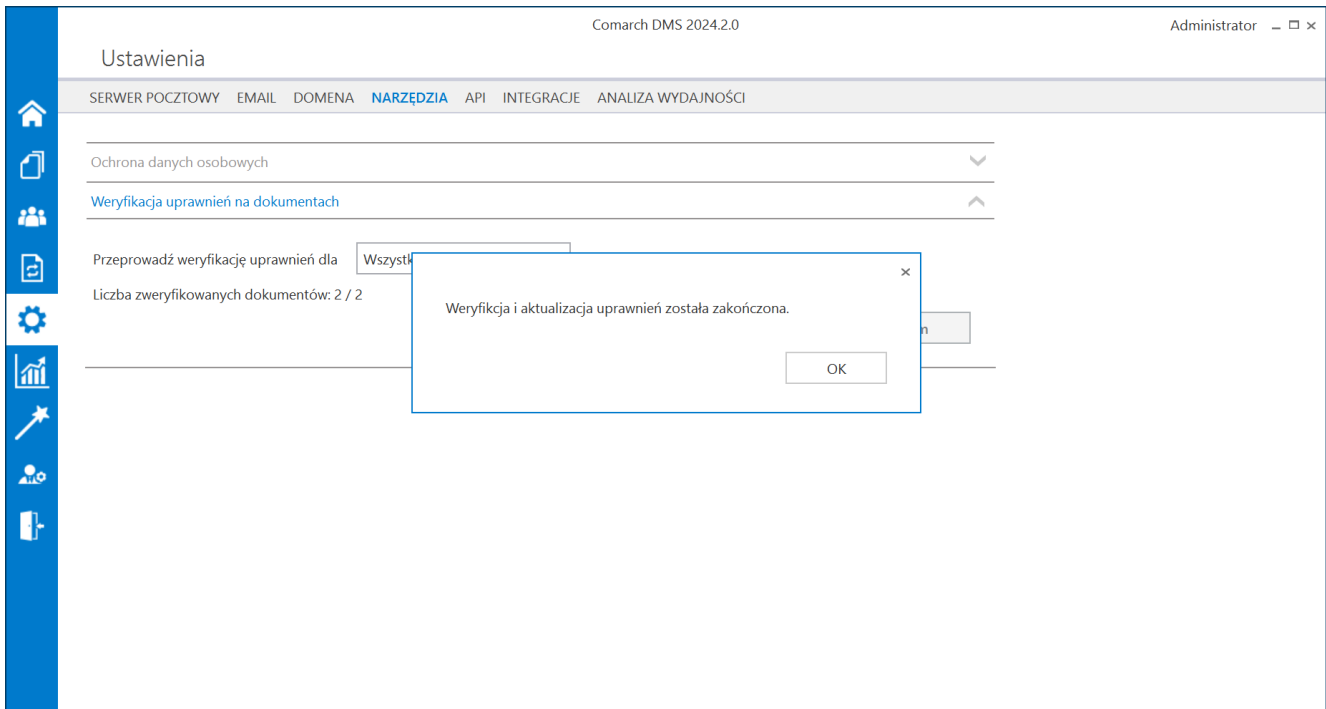 Comarch DMS 2024.2.0
Administrator
Ustawienia
SERWER POCZTOWY EMAIL DOMENA NARZĘDZIA API INTEGRACJE ANALIZA WYDAJNOŚCI
Ochrona danych osobowych
Weryfikacja uprawnień na dokumentach
Przeprowadź weryfikację uprawnień dla
Liczba zweryfikowanych dokumentów: 2 / 2
Weryfikcja i aktualizacja uprawnień została zakończona.
OK